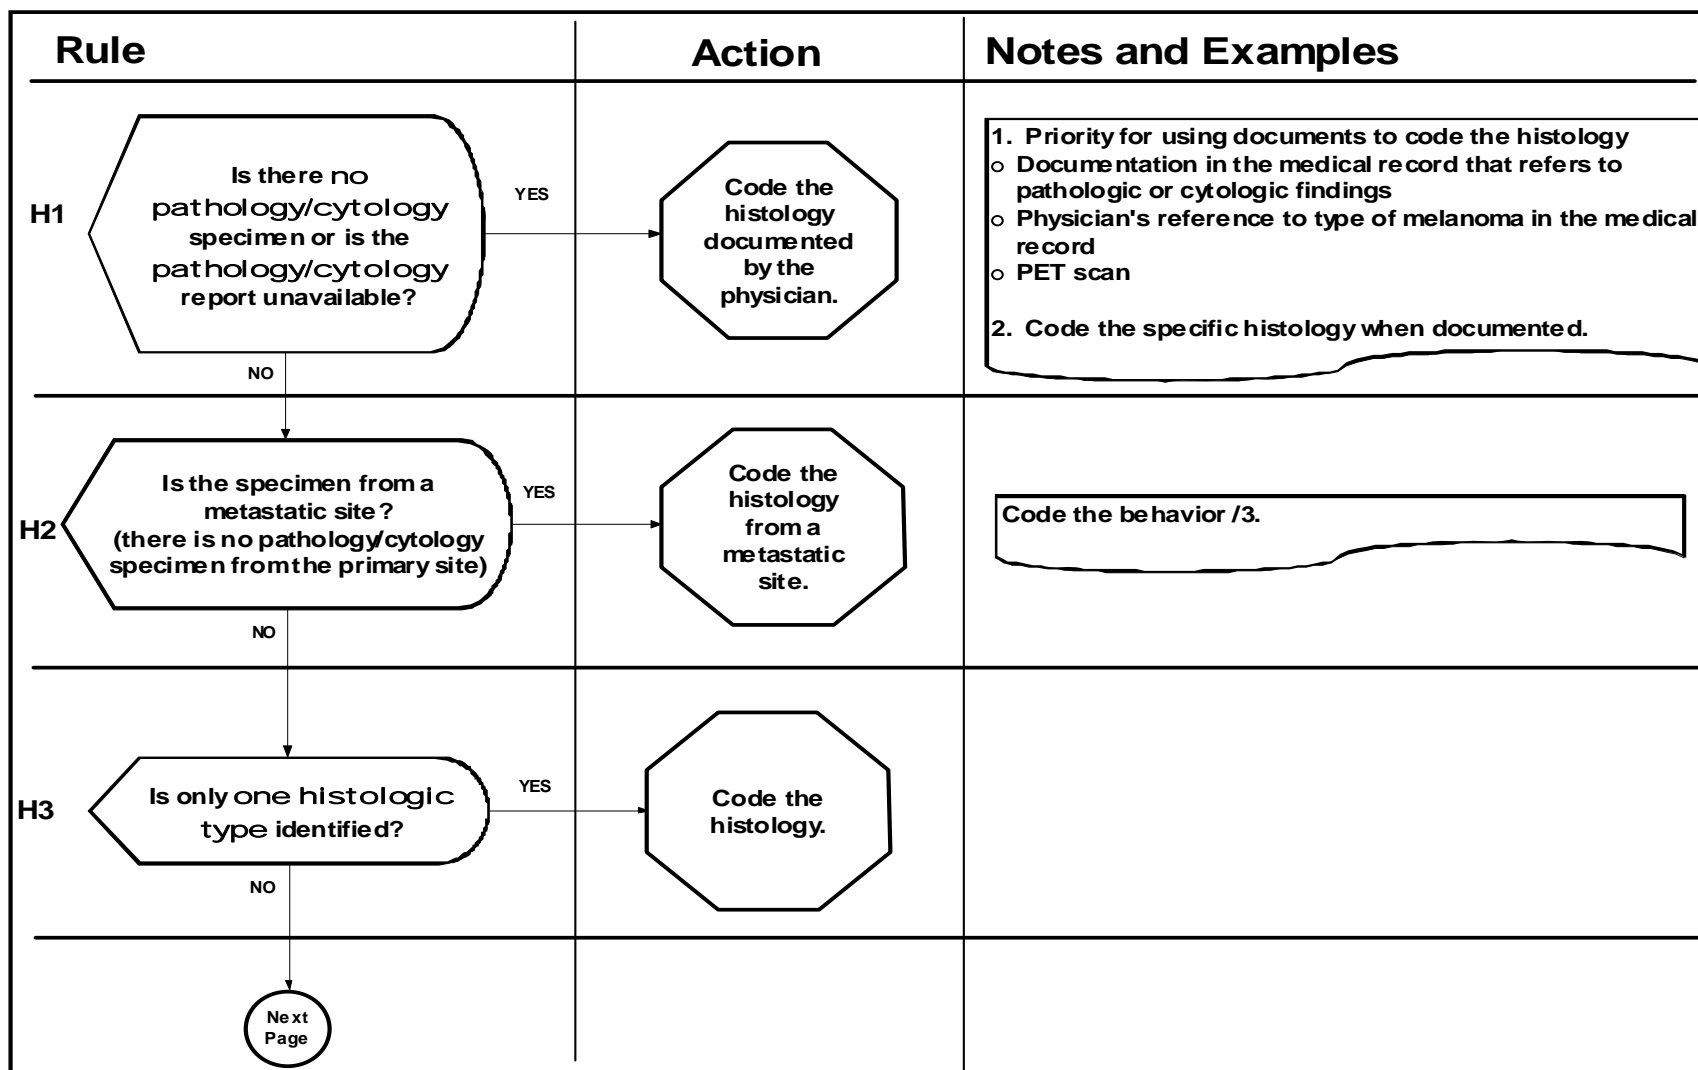 Rule
Action
Notes and Examples
H1
Is there no
pathology/cytology
specimen or is the
pathology/cytology
report unavailable?
YES
Code the
histology
documented
by the
physician.
1. Priority for using documents to code the histology
o Documentation in the medical record that refers to
pathologic or cytologic findings
o Physician's reference to type of melanoma in the medical
record
o PET scan
2. Code the specific histology when documented.
NO
H2
Is the specimen from a
metastatic site?
(there is no pathology/cytology
specimen from the primary site)
YES
Code the
histology
from a
metastatic
site.
Code the behavior /3.
NO
H3
Is only one histologic
type identified?
YES
Code the
histology.
NO
Next
Page